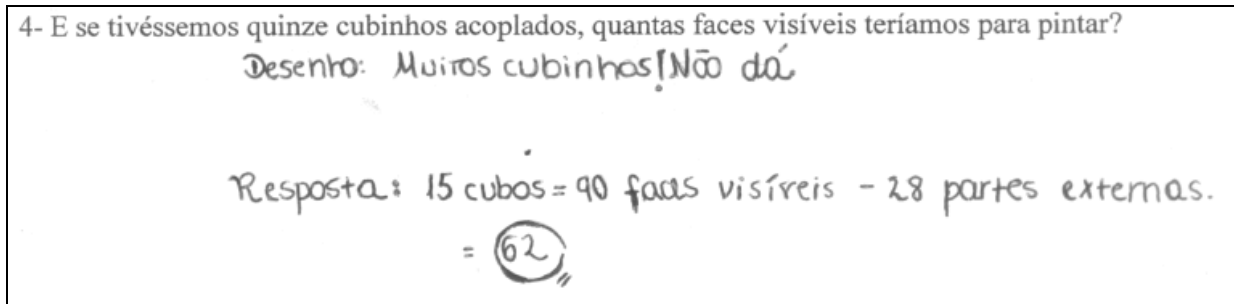 4- E se tivéssemos quinze cubinhos acoplados, quantas faces visíveis teríamos para pintar?
Desenho: Muitos cubinhos! Não dá
Resposta: 15 cubos = 90 faces visíveis - 28 partes externas.
= 62